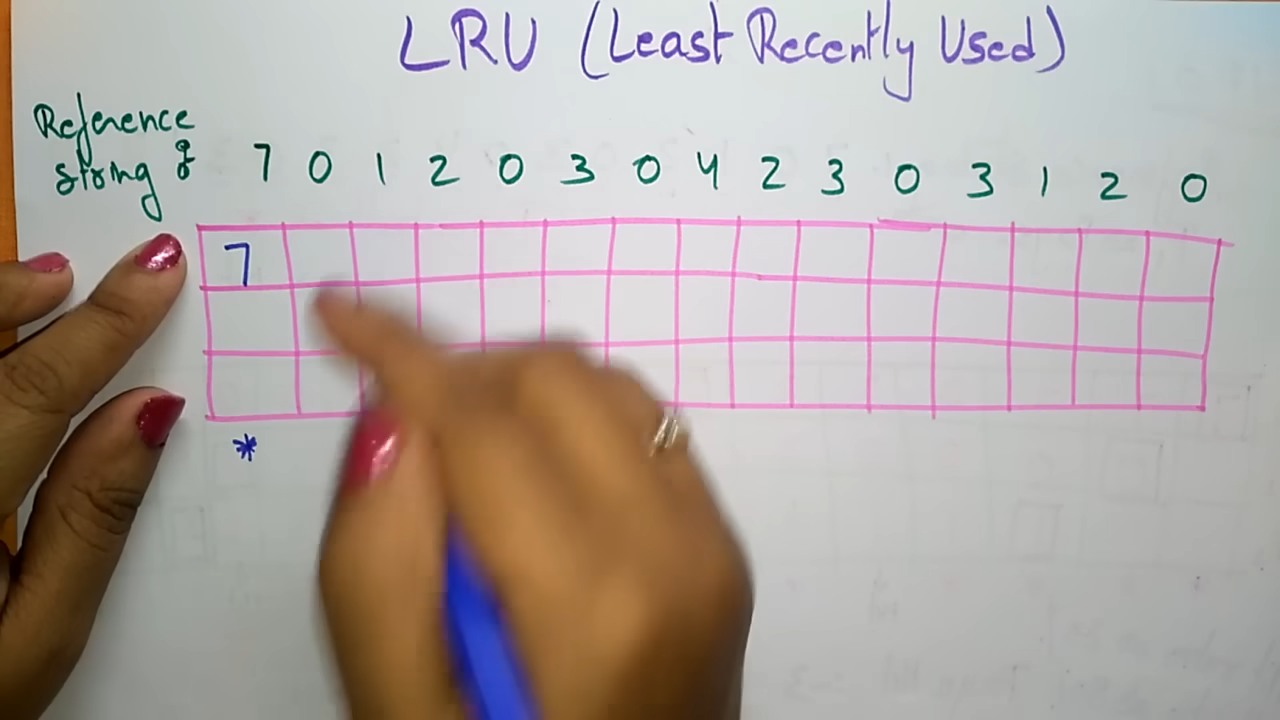 LRU (Least Recently Used)
Reference
string : 7 0 1 2 0 3 0 4 2 3 0 3 1 2 0
7
*